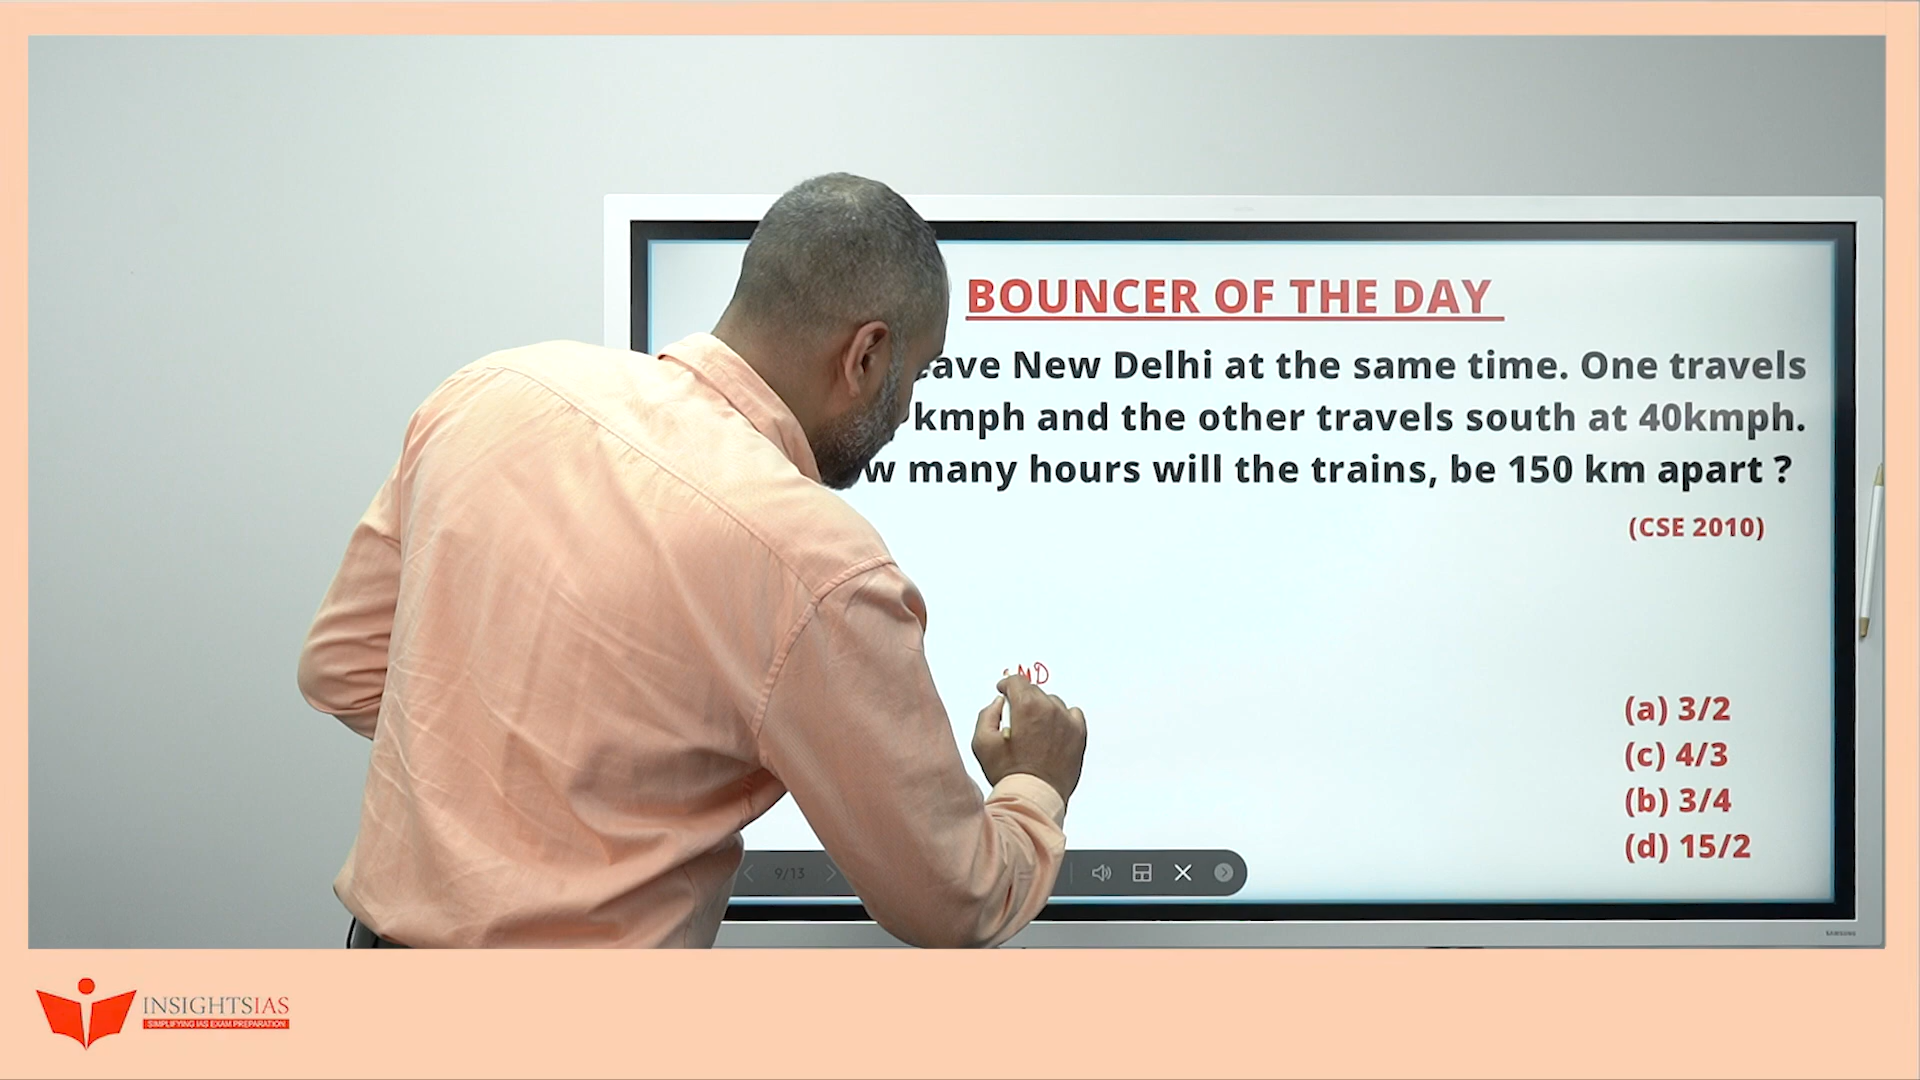 BOUNCER OF THE DAY
New Delhi at the same time. One travels
kmph and the other travels south at 40kmph.
many hours will the trains, be 150 km apart ?
(CSE 2010)
ND
(a) 3/2
(c) 4/3
(b) 3/4
(d) 15/2
9/13
SAMSUNG
INSIGHTSIAS
SIMPLIFYING IAS EXAM PREPARATION